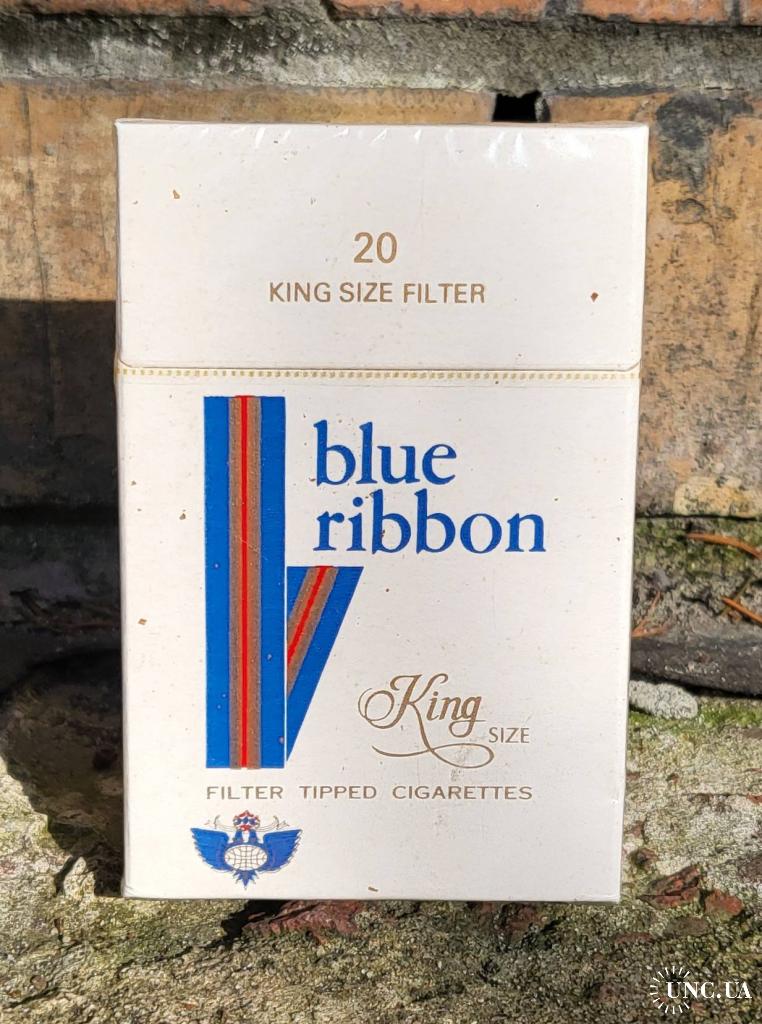 20
KING SIZE FILTER
blue
ribbon
King
SIZE
FILTER TIPPED CIGARETTES
UNC.UA